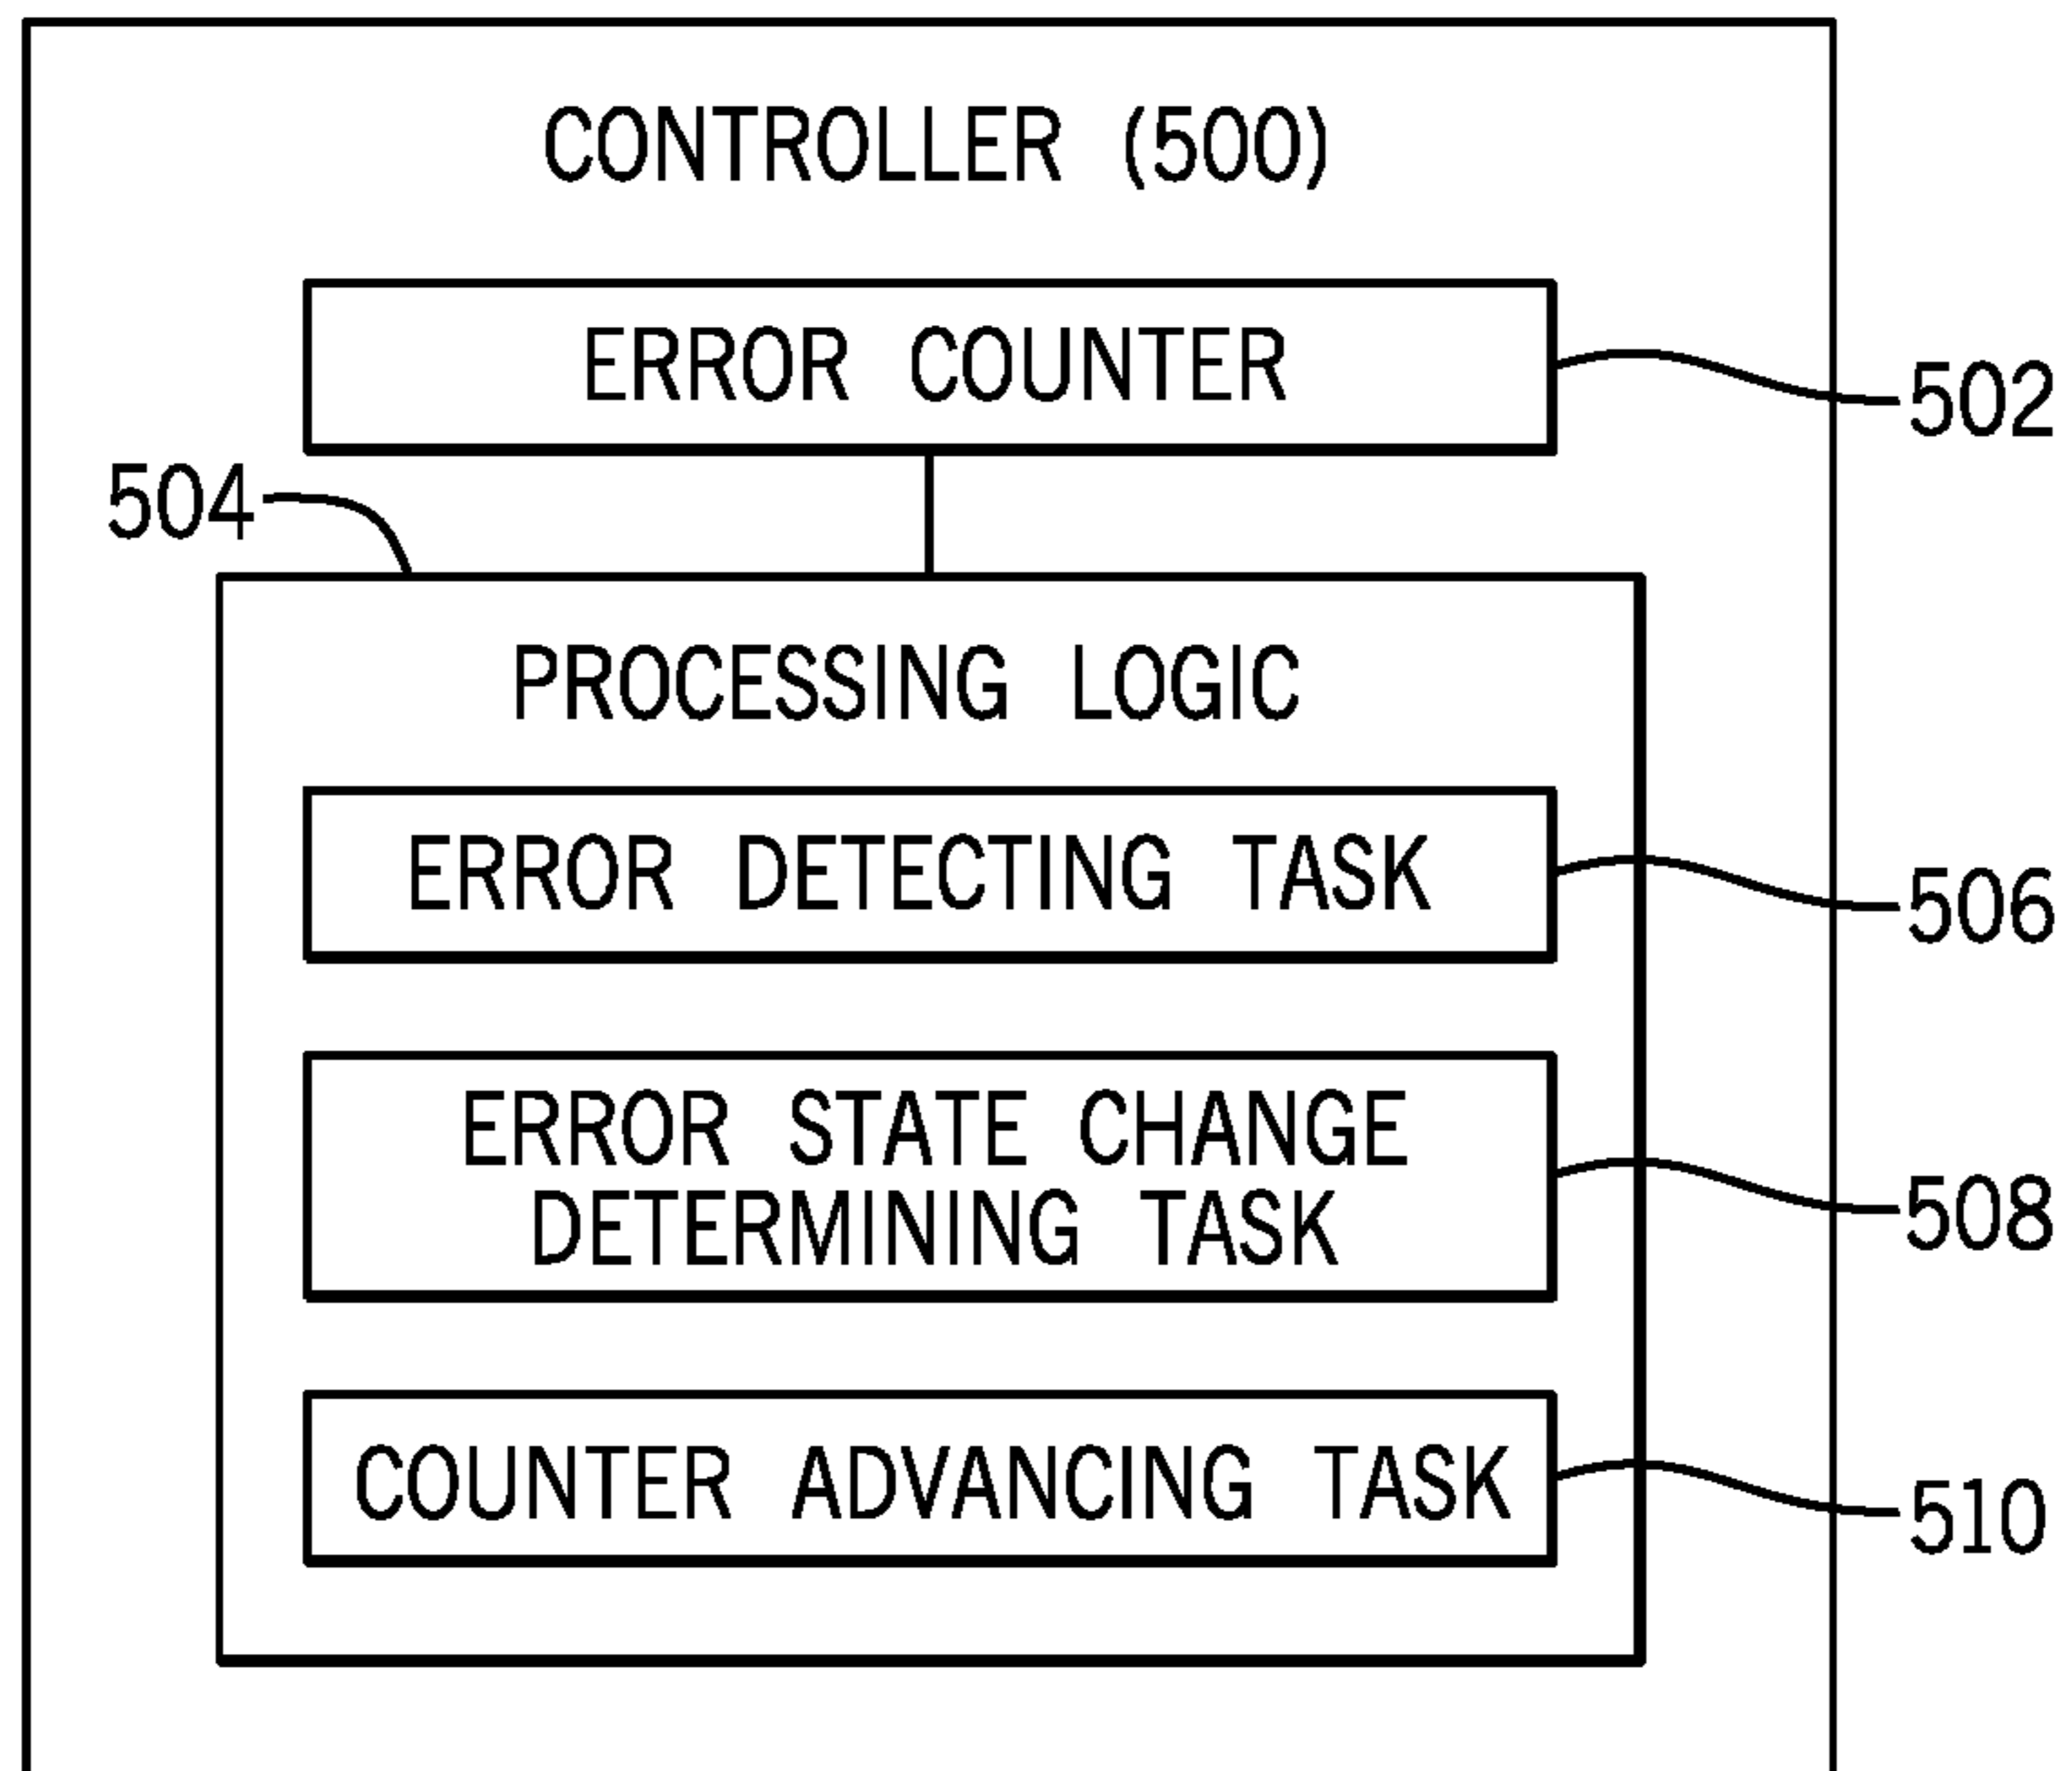 CONTROLLER (500)
ERROR COUNTER
502
504
PROCESSING LOGIC
ERROR DETECTING TASK
506
ERROR STATE CHANGE
DETERMINING TASK
508
COUNTER ADVANCING TASK
510